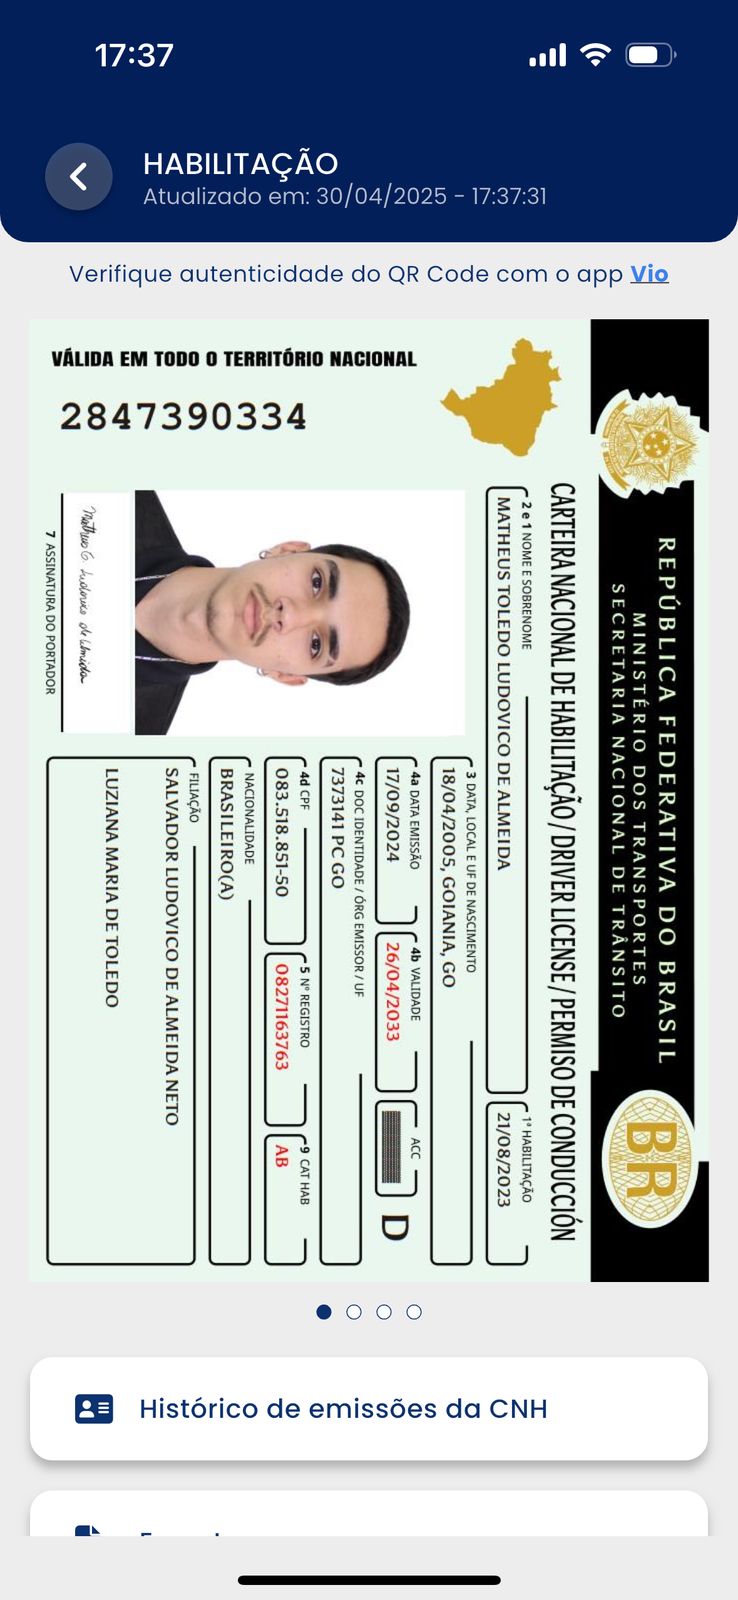 17:37
HABILITAÇÃO
Atualizado em: 30/04/2025 - 17:37:31
Verifique autenticidade do QR Code com o app Vio
REPÚBLICA FEDERATIVA DO BRASIL
MINISTÉRIO DOS TRANSPORTES
SECRETARIA NACIONAL DE TRÂNSITO
BR
CARTEIRA NACIONAL DE HABILITAÇÃO / DRIVER LICENSE / PERMISO DE CONDUCCIÓN
2 e 1 NOME E SOBRENOME
MATHEUS TOLEDO LUDOVICO DE ALMEIDA
1ª HABILITAÇÃO
21/08/2023
3 DATA, LOCAL E UF DE NASCIMENTO
18/04/2005, GOIANIA, GO
4a DATA EMISSÃO
17/09/2024
4b VALIDADE
26/04/2033
ACC
D
4c DOC IDENTIDADE / ÓRG EMISSOR / UF
7373141 PC GO
4d CPF
083.518.851-50
5 Nº REGISTRO
08271163763
9 CAT HAB
AB
NACIONALIDADE
BRASILEIRO(A)
FILIAÇÃO
SALVADOR LUDOVICO DE ALMEIDA NETO
LUZIANA MARIA DE TOLEDO
7 ASSINATURA DO PORTADOR
VÁLIDA EM TODO O TERRITÓRIO NACIONAL
2847390334
Histórico de emissões da CNH